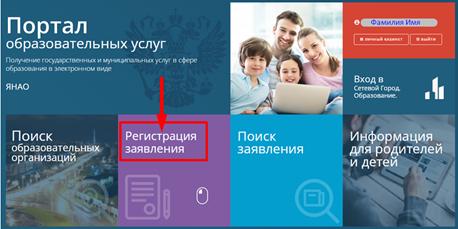 Портал
образовательных услуг
Получение государственных и муниципальных услуг в сфере
образования в электронном виде
ЯНАО
Фамилия Имя
ЛИЧНЫЙ КАБИНЕТ
ВЫЙТИ
Вход в
Сетевой Город.
Образование.
Поиск
образовательных
организаций
Регистрация
заявления
Поиск
заявления
Информация
для родителей
и детей